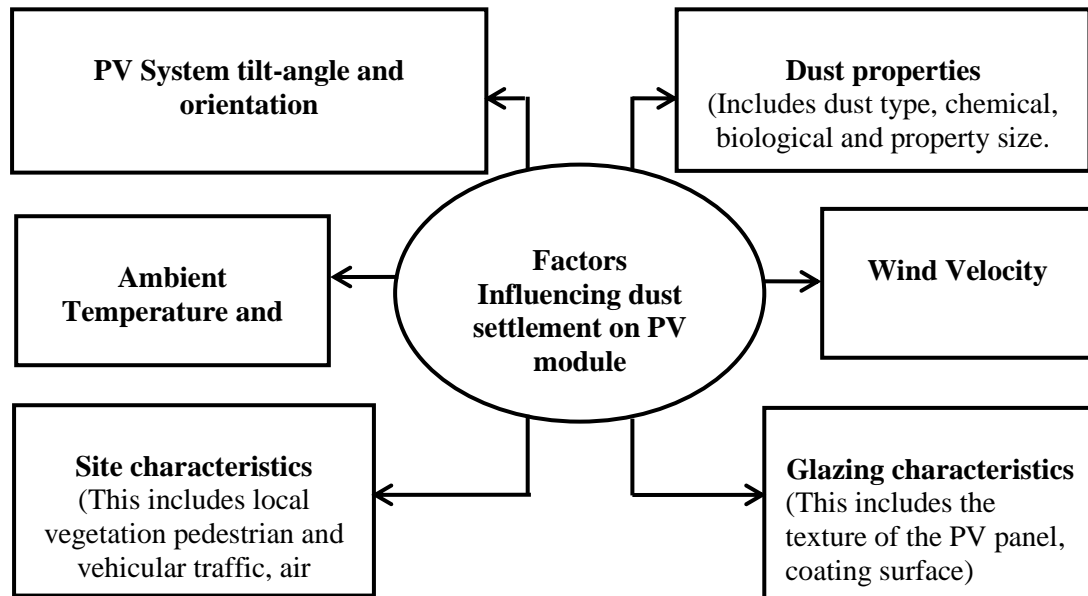 PV System tilt-angle and
orientation
Dust properties
(Includes dust type, chemical,
biological and property size.
Ambient
Temperature and
Factors
Influencing dust
settlement on PV
module
Wind Velocity
Site characteristics
(This includes local
vegetation pedestrian and
vehicular traffic, air
Glazing characteristics
(This includes the
texture of the PV panel,
coating surface)